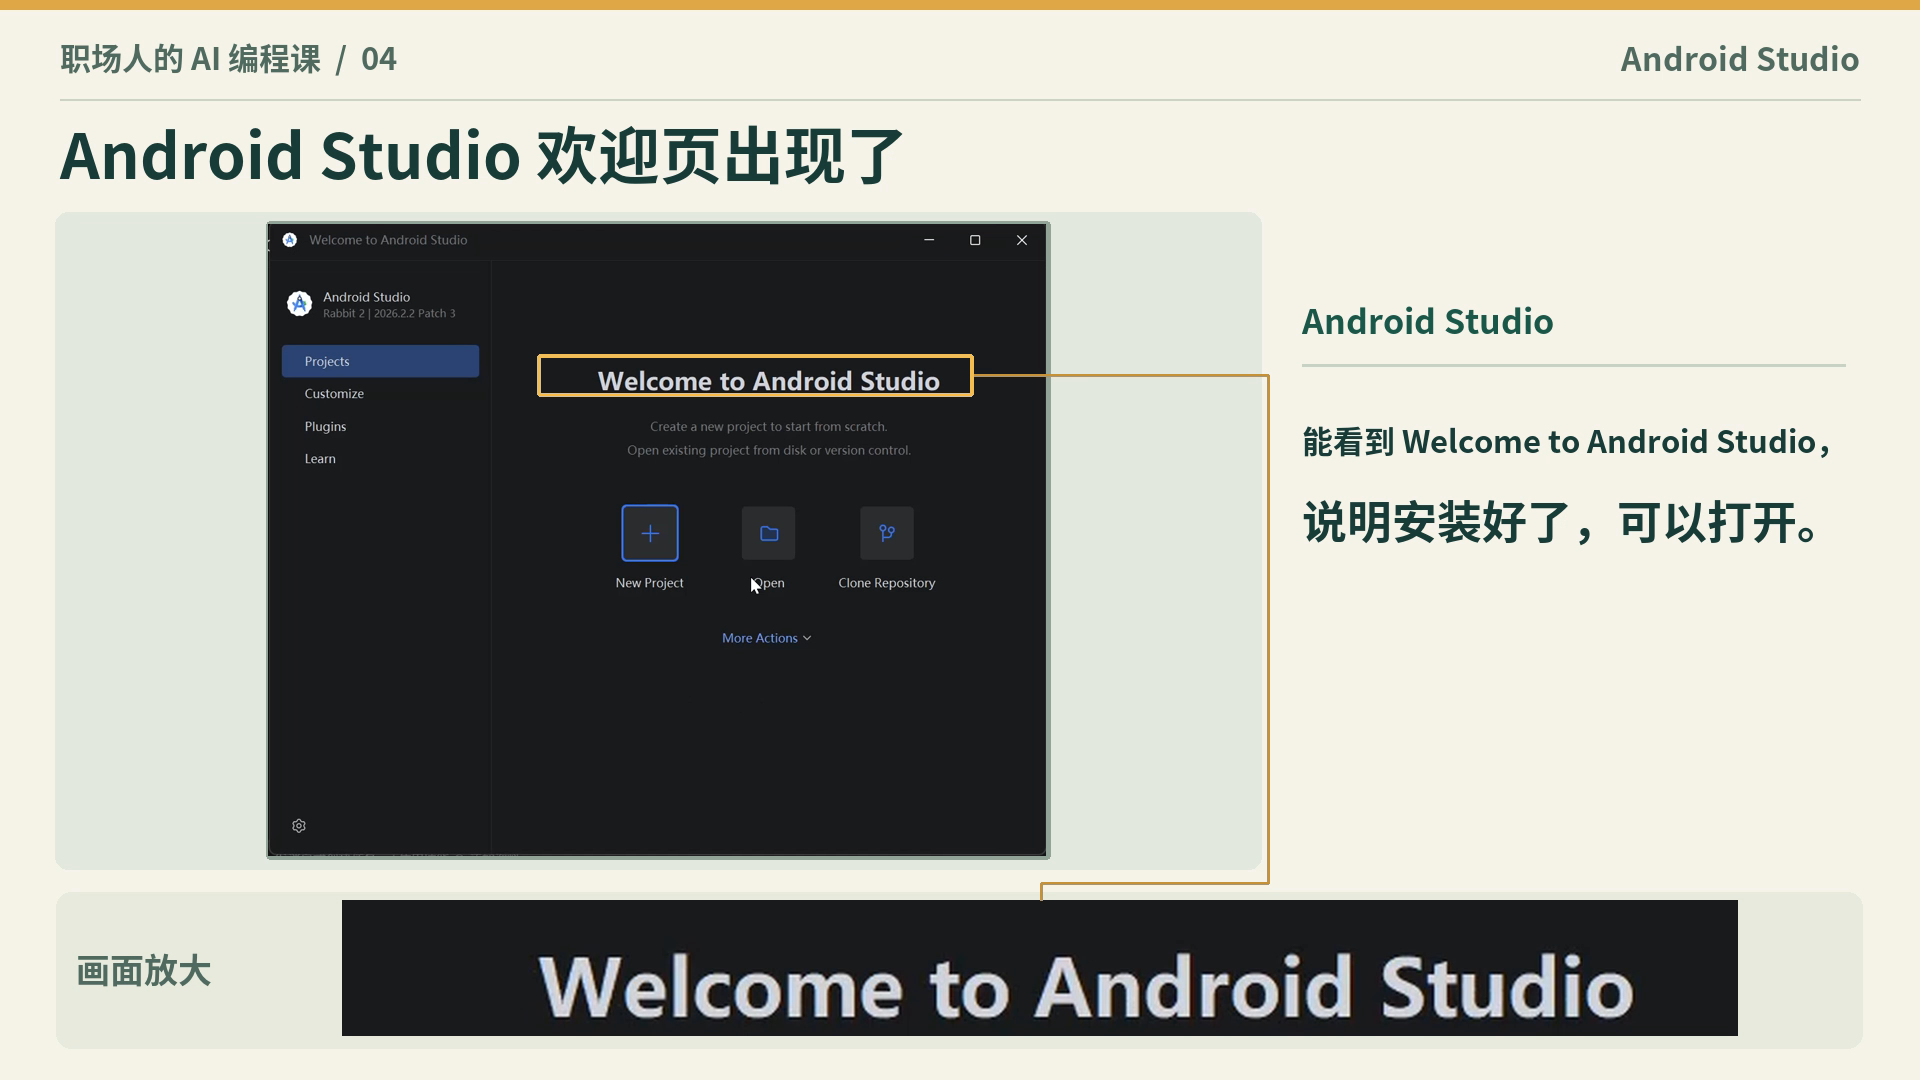 职场人的 AI 编程课 / 04
Android Studio
Android Studio 欢迎页出现了
Welcome to Android Studio
Android Studio
Rabbit 2 | 2026.2.2 Patch 3
Projects
Customize
Plugins
Learn
Welcome to Android Studio
Create a new project to start from scratch.
Open existing project from disk or version control.
New Project
Open
Clone Repository
More Actions
Android Studio
能看到 Welcome to Android Studio，
说明安装好了，可以打开。
画面放大
Welcome to Android Studio